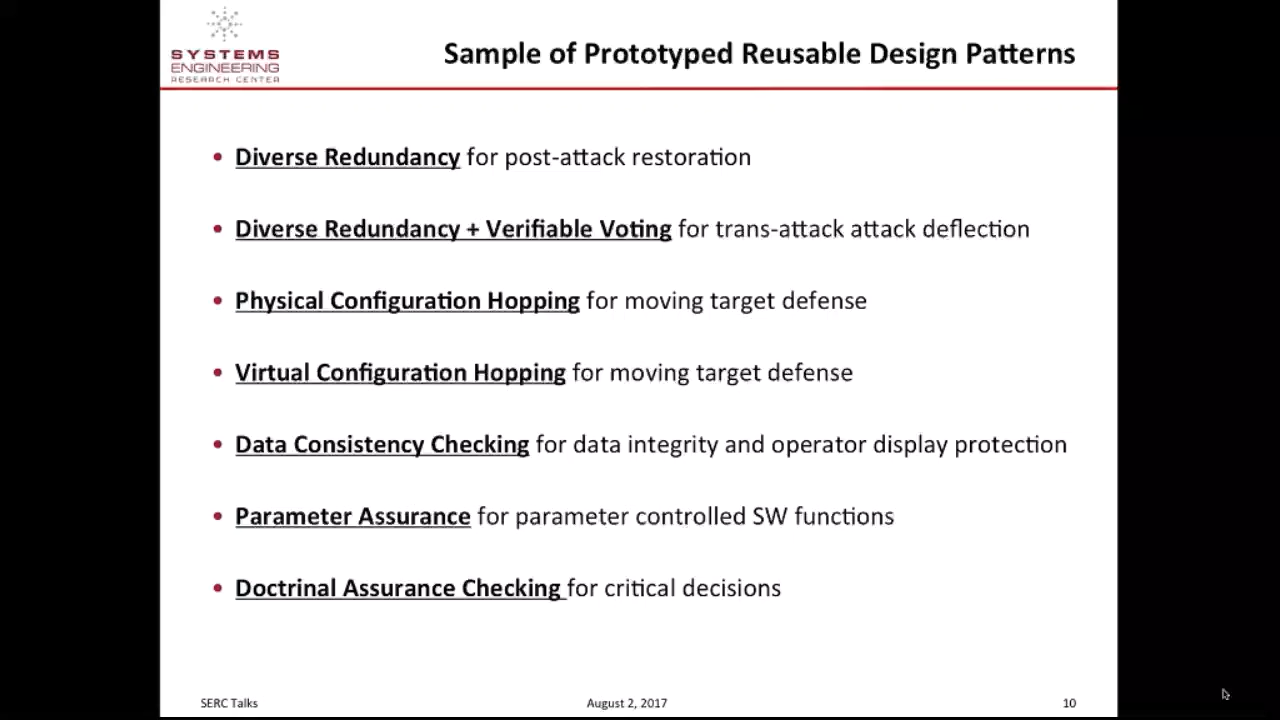 SYSTEMS
ENGINEERING
RESEARCH CENTER
Sample of Prototyped Reusable Design Patterns
• Diverse Redundancy for post-attack restoration
• Diverse Redundancy + Verifiable Voting for trans-attack attack deflection
• Physical Configuration Hopping for moving target defense
• Virtual Configuration Hopping for moving target defense
• Data Consistency Checking for data integrity and operator display protection
• Parameter Assurance for parameter controlled SW functions
• Doctrinal Assurance Checking for critical decisions
SERC Talks
August 2, 2017
10